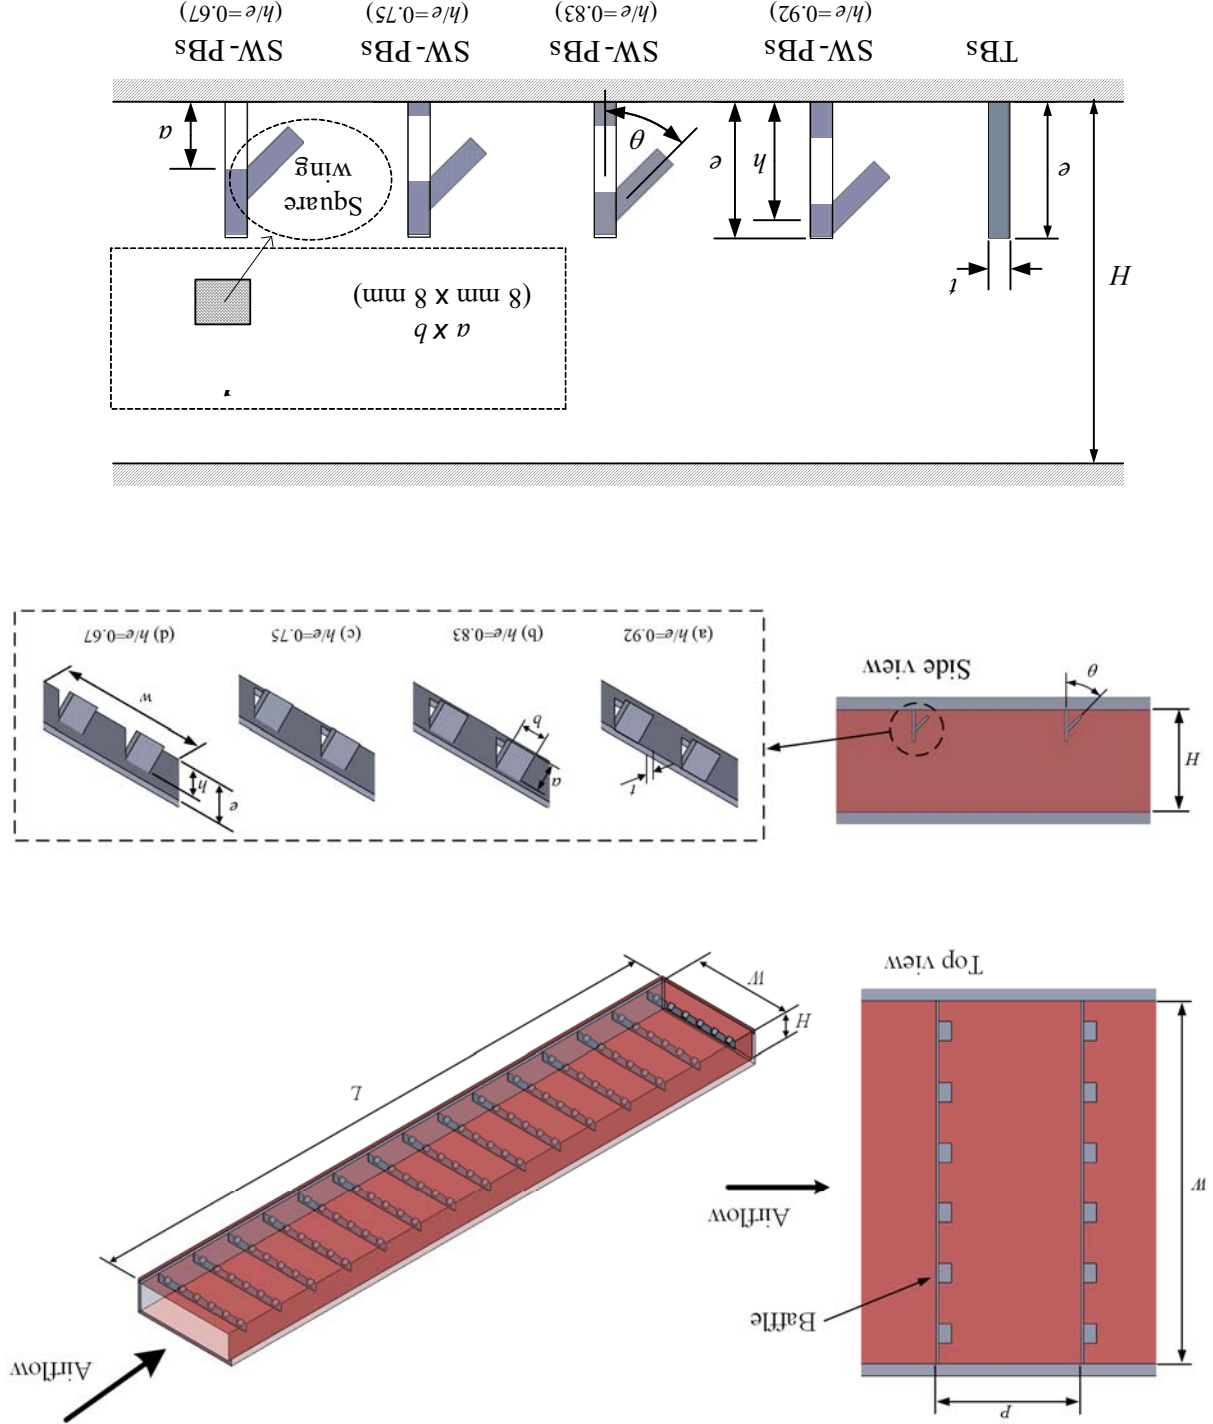 P
Airflow
Baffle
Airflow
W
L
H
W
Top view
H
θ
Side view
t
a
b
e
h
w
(a) h/e=0.92
(b) h/e=0.83
(c) h/e=0.75
(d) h/e=0.67
a x b
(8 mm x 8 mm)
H
t
e
h
e
θ
Square
wing
a
TBs
SW-PBs
(h/e=0.92)
SW-PBs
(h/e=0.83)
SW-PBs
(h/e=0.75)
SW-PBs
(h/e=0.67)